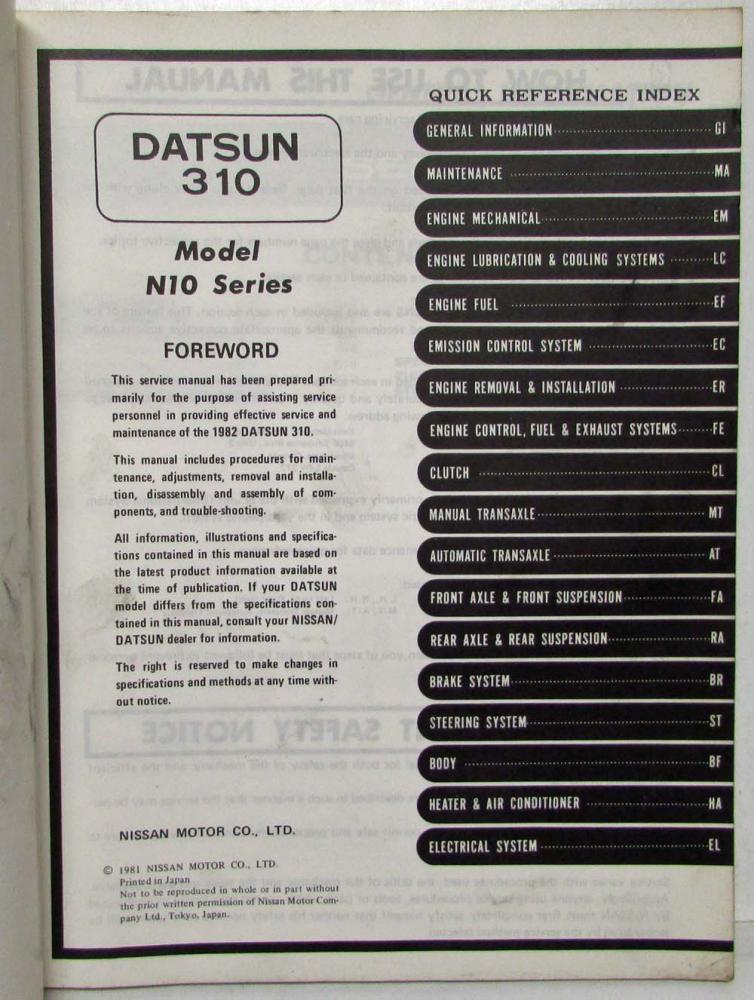 DATSUN
310
Model
N10 Series
FOREWORD
This service manual has been prepared pri-
marily for the purpose of assisting service
personnel in providing effective service and
maintenance of the 1982 DATSUN 310.
This manual includes procedures for main-
tenance, adjustments, removal and installa-
tion, disassembly and assembly of com-
ponents, and trouble-shooting.
All information, illustrations and specifica-
tions contained in this manual are based on
the latest product information available at
the time of publication. If your DATSUN
model differs from the specifications con-
tained in this manual, consult your NISSAN/
DATSUN dealer for information.
The right is reserved to make changes in
specifications and methods at any time with-
out notice.
NISSAN MOTOR CO., LTD.
© 1981 NISSAN MOTOR CO., LTD.
Printed in Japan
Not to be reproduced in whole or in part without
the prior written permission of Nissan Motor Com-
pany Ltd., Tokyo, Japan.
QUICK REFERENCE INDEX
GENERAL INFORMATION GI
MAINTENANCE MA
ENGINE MECHANICAL EM
ENGINE LUBRICATION & COOLING SYSTEMS LC
ENGINE FUEL EF
EMISSION CONTROL SYSTEM EC
ENGINE REMOVAL & INSTALLATION ER
ENGINE CONTROL, FUEL & EXHAUST SYSTEMS FE
CLUTCH CL
MANUAL TRANSAXLE MT
AUTOMATIC TRANSAXLE AT
FRONT AXLE & FRONT SUSPENSION FA
REAR AXLE & REAR SUSPENSION RA
BRAKE SYSTEM BR
STEERING SYSTEM ST
BODY BF
HEATER & AIR CONDITIONER HA
ELECTRICAL SYSTEM EL